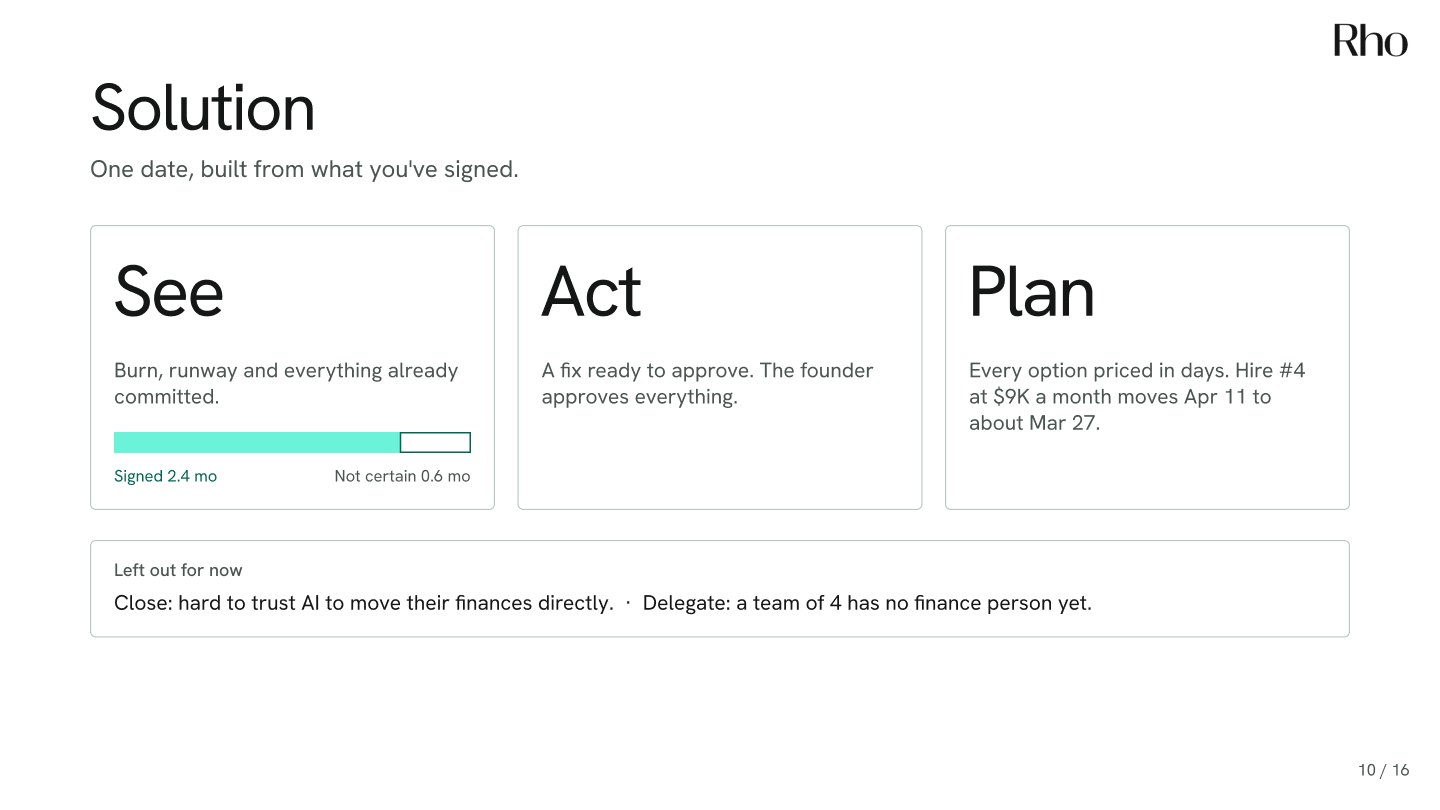 Rho
Solution
One date, built from what you've signed.
See
Burn, runway and everything already
committed.
Signed 2.4 mo
Not certain 0.6 mo
Act
A fix ready to approve. The founder
approves everything.
Plan
Every option priced in days. Hire #4
at $9K a month moves Apr 11 to
about Mar 27.
Left out for now
Close: hard to trust AI to move their finances directly. · Delegate: a team of 4 has no finance person yet.
10 / 16